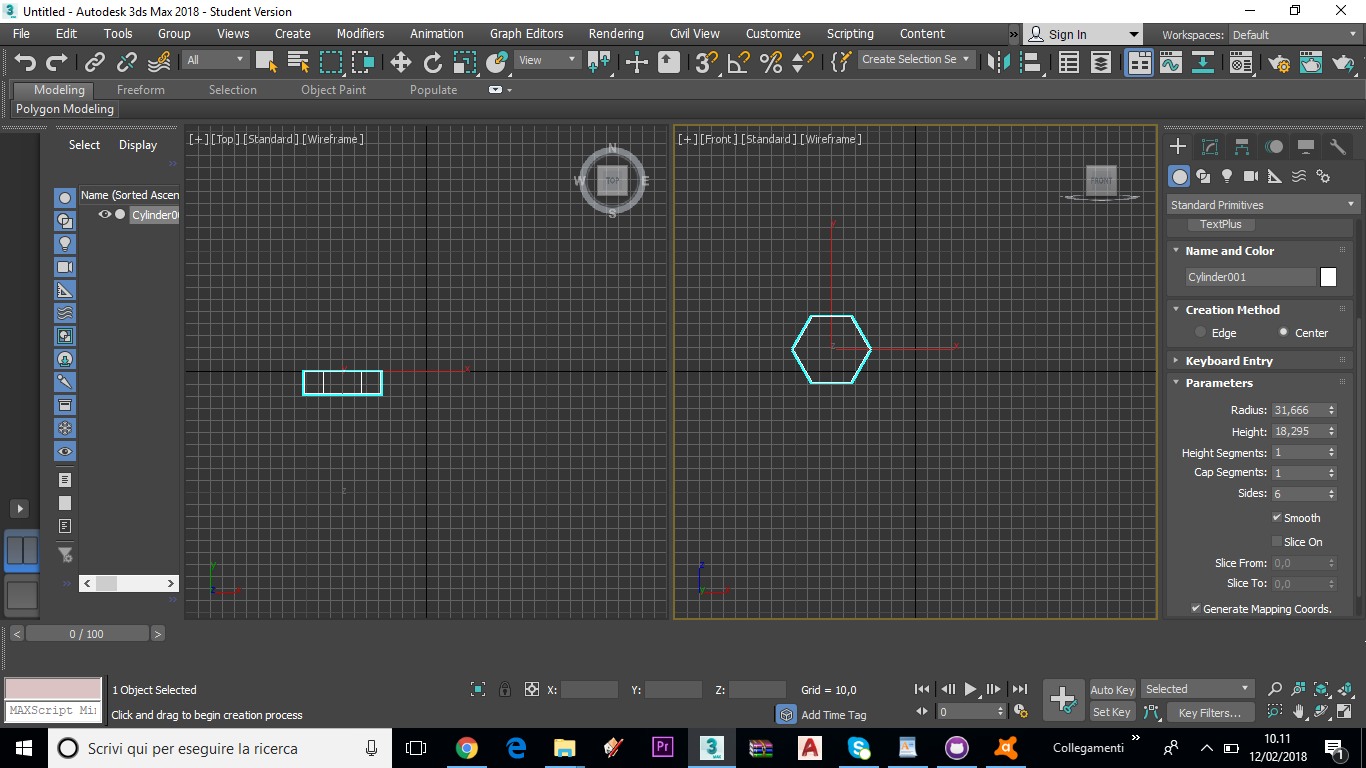 Untitled - Autodesk 3ds Max 2018 - Student Version
File Edit Tools Group Views Create Modifiers Animation Graph Editors Rendering Civil View Customize Scripting Content » Sign In Workspaces: Default
All View 3 Create Selection Se
Modeling Freeform Selection Object Paint Populate
Polygon Modeling
Select Display
»
Name (Sorted Ascen
Cylinder0
»
»
[+] [Top] [Standard] [Wireframe]
N
W TOP E
S
x
z
y
[+] [Front] [Standard] [Wireframe]
FRONT
x
z x
z
Standard Primitives
TextPlus
Name and Color
Cylinder001
Creation Method
Edge Center
Keyboard Entry
Parameters
Radius: 31,666
Height: 18,295
Height Segments: 1
Cap Segments: 1
Sides: 6
Smooth
Slice On
Slice From: 0,0
Slice To: 0,0
Generate Mapping Coords.
< 0 / 100 >
1 Object Selected X: Y: Z: Grid = 10,0 Auto Key Selected
MAXScript Mi
Click and drag to begin creation process Add Time Tag 0 Set Key Key Filters...
Scrivi qui per eseguire la ricerca Pr 3 MAX A S Collegamenti » 10.11
12/02/2018 1